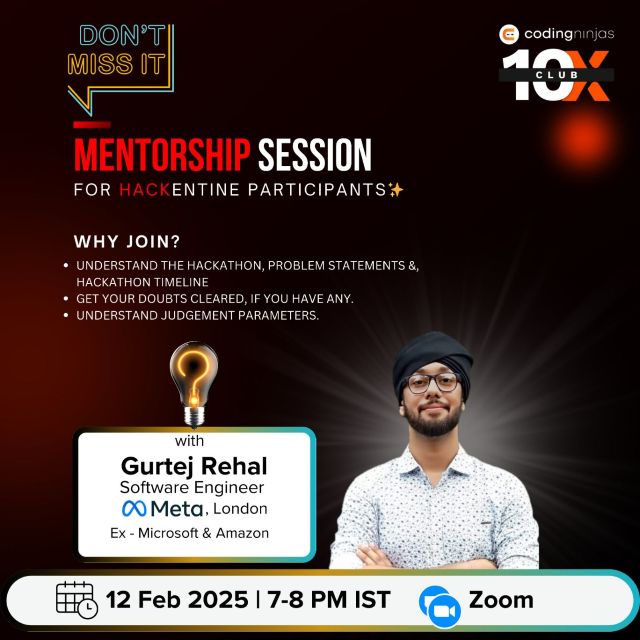 DON'T
MISS IT
codingninjas
10X
CLUB
MENTORSHIP SESSION
FOR HACKENTINE PARTICIPANTS✨
WHY JOIN?
• UNDERSTAND THE HACKATHON, PROBLEM STATEMENTS &,
HACKATHON TIMELINE
• GET YOUR DOUBTS CLEARED, IF YOU HAVE ANY.
• UNDERSTAND JUDGEMENT PARAMETERS.
with
Gurtej Rehal
Software Engineer
Meta, London
Ex - Microsoft & Amazon
12 Feb 2025 | 7-8 PM IST Zoom